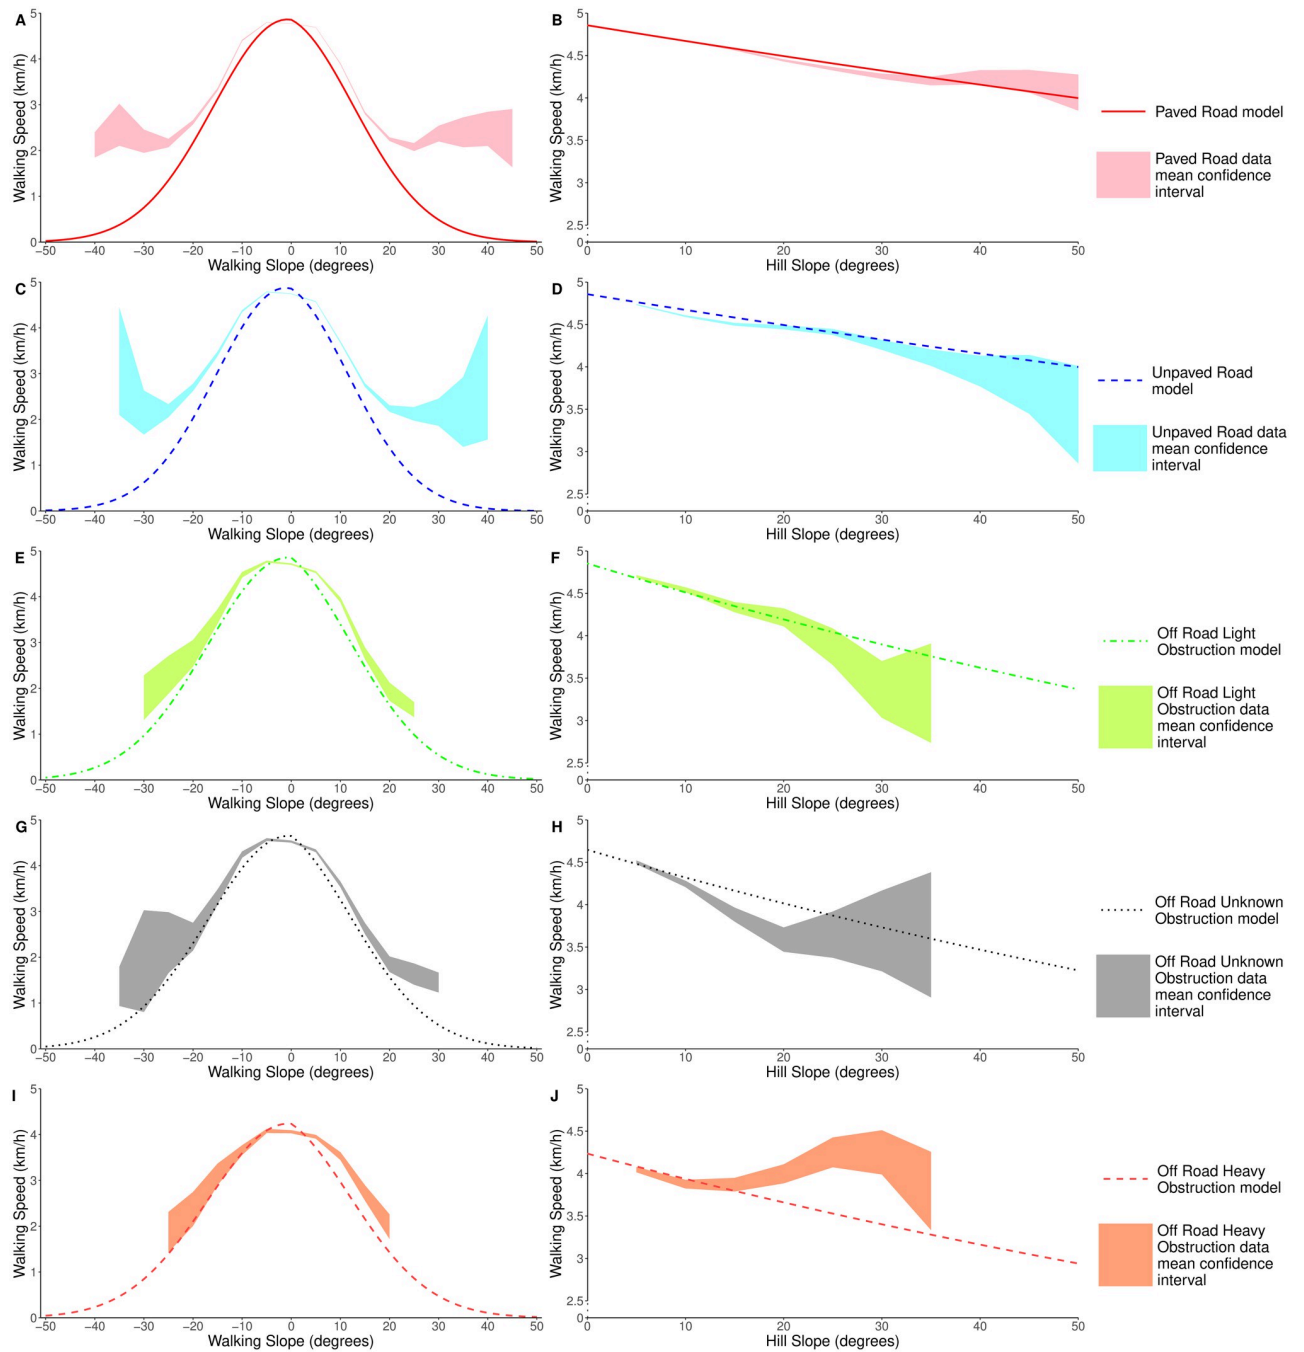 A
Walking Speed (km/h)
5
4
3
2
1
0
−50 −40 −30 −20 −10 0 10 20 30 40 50
Walking Slope (degrees)
B
Walking Speed (km/h)
5
4.5
4
3.5
3
2.5
0
0 10 20 30 40 50
Hill Slope (degrees)
Paved Road model
Paved Road data
mean confidence
interval
C
Walking Speed (km/h)
5
4
3
2
1
0
−50 −40 −30 −20 −10 0 10 20 30 40 50
Walking Slope (degrees)
D
Walking Speed (km/h)
5
4.5
4
3.5
3
2.5
0
0 10 20 30 40 50
Hill Slope (degrees)
Unpaved Road
model
Unpaved Road data
mean confidence
interval
E
Walking Speed (km/h)
5
4
3
2
1
0
−50 −40 −30 −20 −10 0 10 20 30 40 50
Walking Slope (degrees)
F
Walking Speed (km/h)
5
4.5
4
3.5
3
2.5
0
0 10 20 30 40 50
Hill Slope (degrees)
Off Road Light
Obstruction model
Off Road Light
Obstruction data
mean confidence
interval
G
Walking Speed (km/h)
5
4
3
2
1
0
−50 −40 −30 −20 −10 0 10 20 30 40 50
Walking Slope (degrees)
H
Walking Speed (km/h)
5
4.5
4
3.5
3
2.5
0
0 10 20 30 40 50
Hill Slope (degrees)
Off Road Unknown
Obstruction model
Off Road Unknown
Obstruction data
mean confidence
interval
I
Walking Speed (km/h)
5
4
3
2
1
0
−50 −40 −30 −20 −10 0 10 20 30 40 50
Walking Slope (degrees)
J
Walking Speed (km/h)
5
4.5
4
3.5
3
2.5
0
0 10 20 30 40 50
Hill Slope (degrees)
Off Road Heavy
Obstruction model
Off Road Heavy
Obstruction data
mean confidence
interval